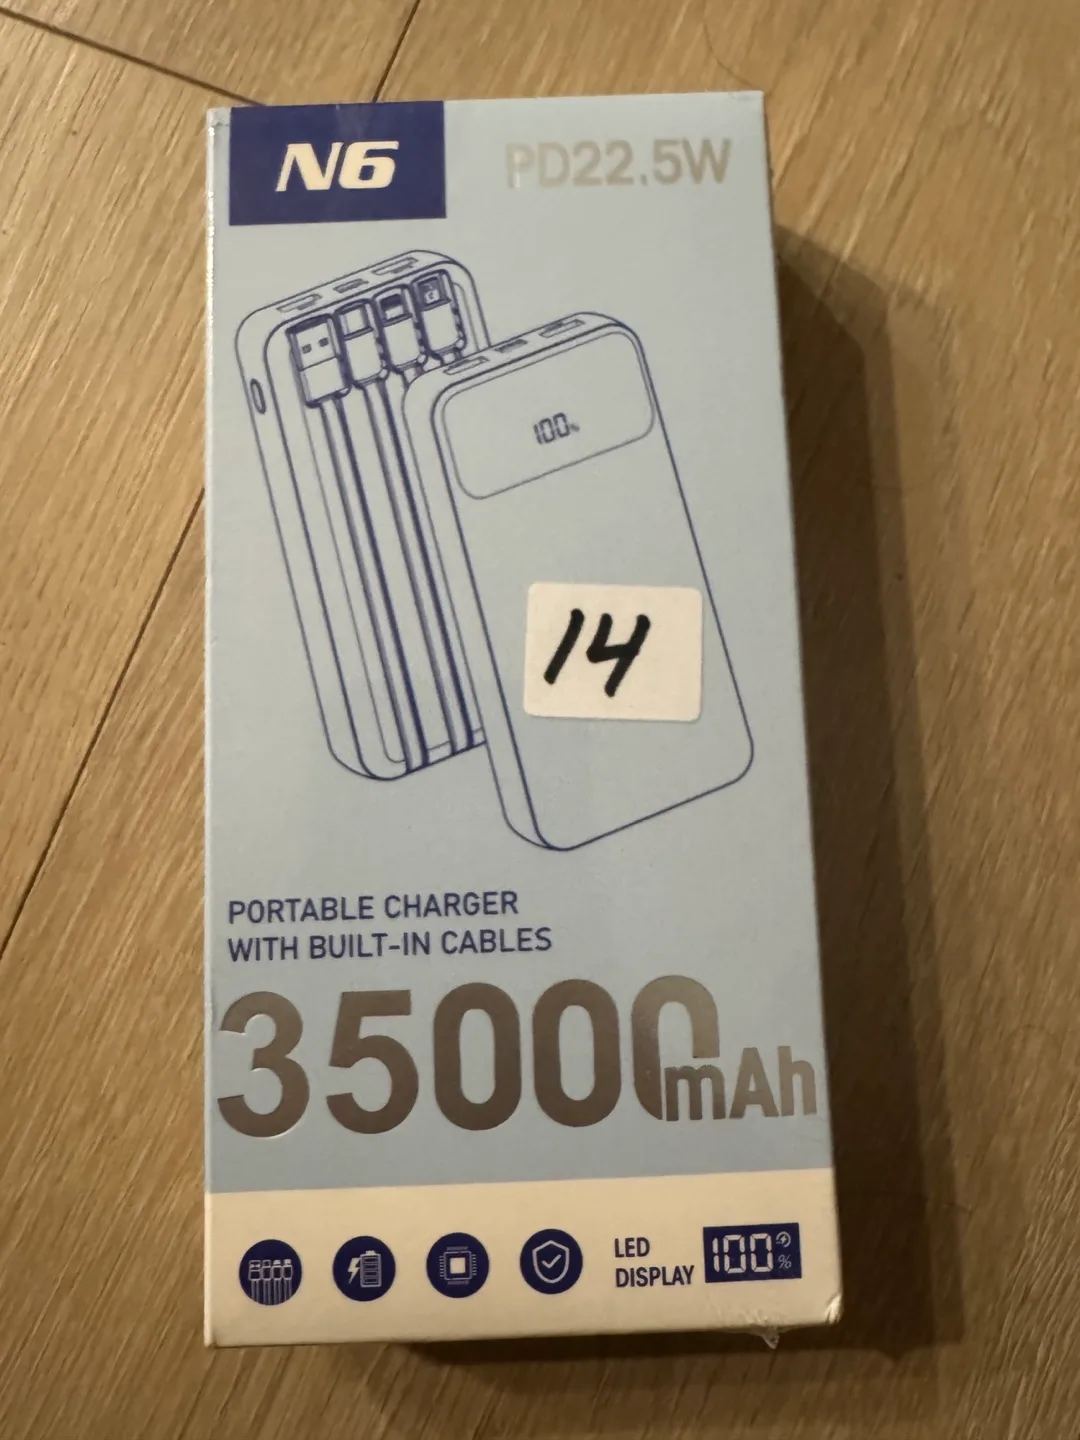 N6
PD22.5W
100%
14
PORTABLE CHARGER
WITH BUILT-IN CABLES
35000mAh
LED
DISPLAY
100%